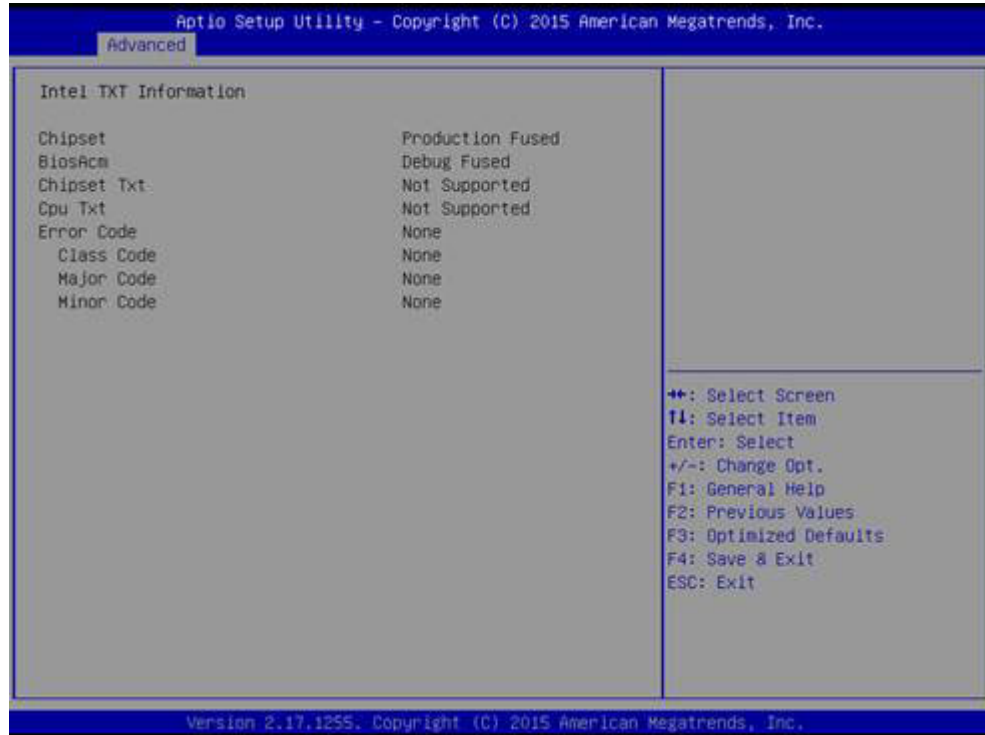 Aptio Setup Utility – Copyright (C) 2015 American Megatrends, Inc.
Advanced
Intel TXT Information
Chipset Production Fused
BiosAcm Debug Fused
Chipset Txt Not Supported
Cpu Txt Not Supported
Error Code None
Class Code None
Major Code None
Minor Code None
→←: Select Screen
↑↓: Select Item
Enter: Select
+/-: Change Opt.
F1: General Help
F2: Previous Values
F3: Optimized Defaults
F4: Save & Exit
ESC: Exit
Version 2.17.1255. Copyright (C) 2015 American Megatrends, Inc.